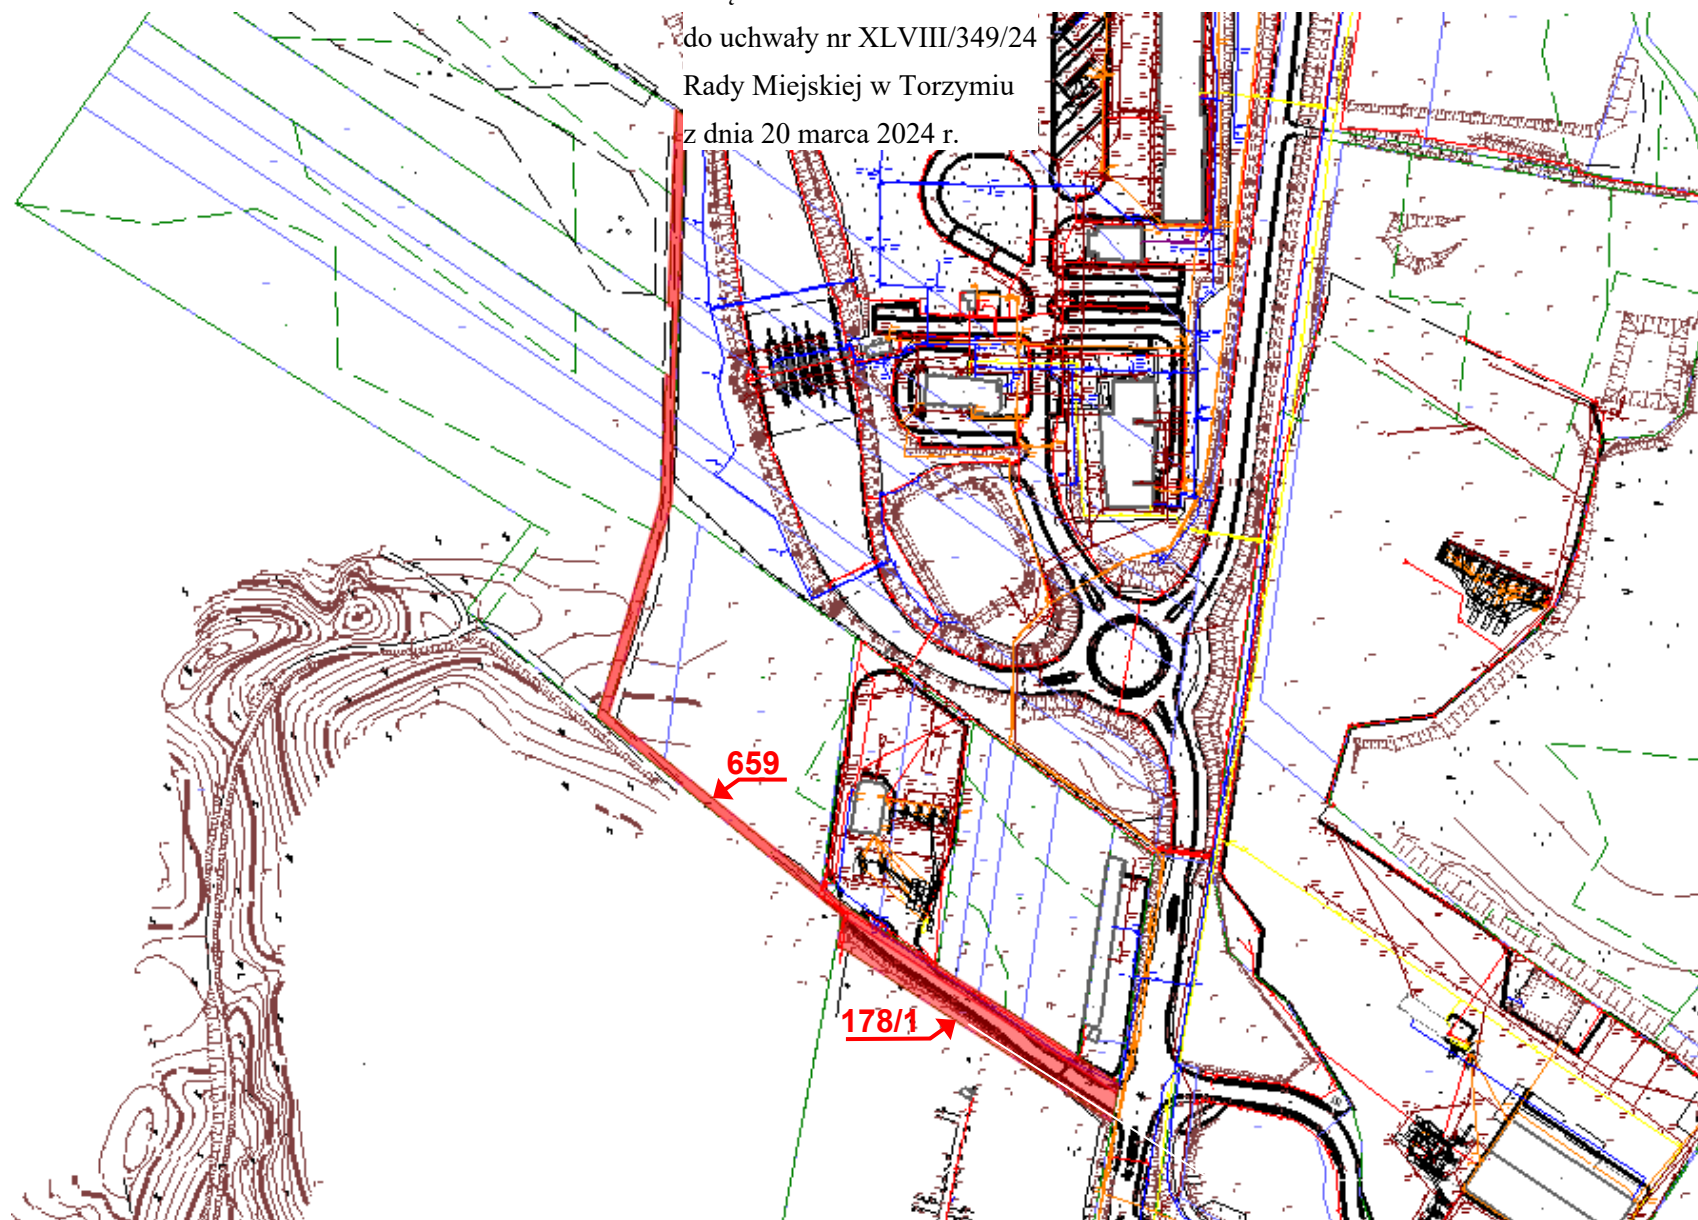 do uchwały nr XLVIII/349/24
Rady Miejskiej w Torzymiu
z dnia 20 marca 2024 r.
659
178/1